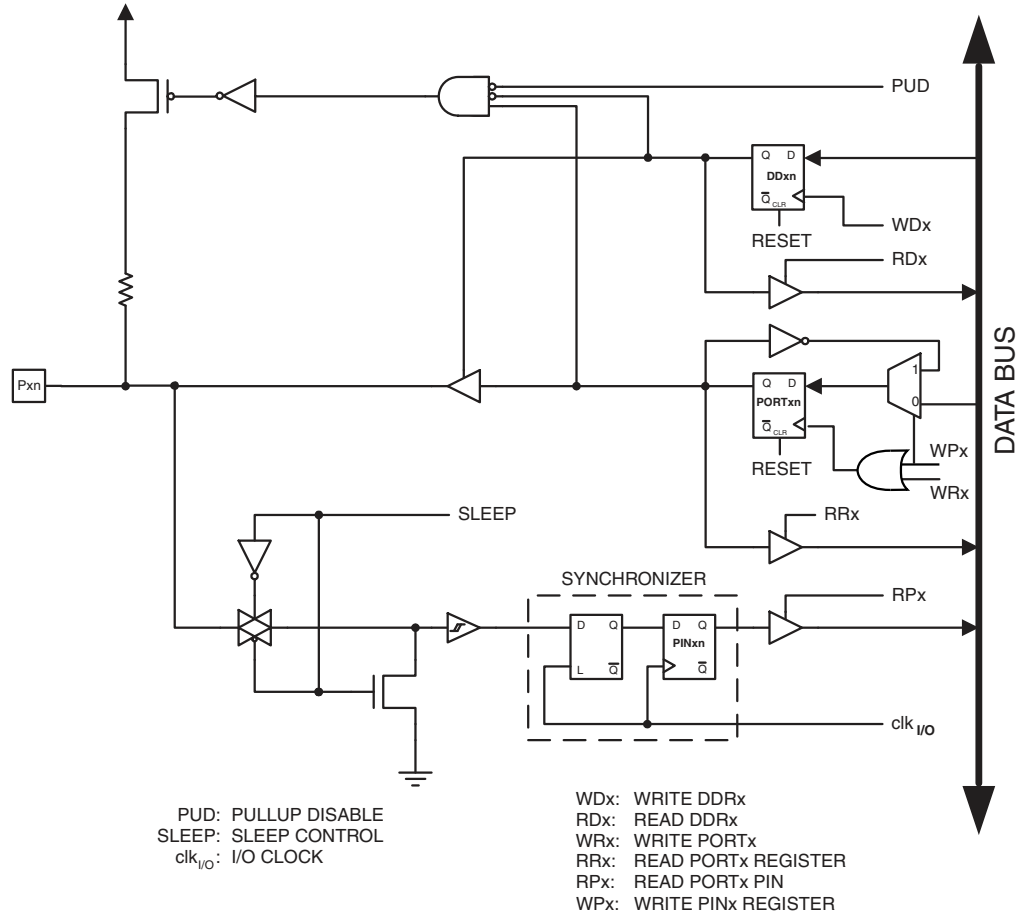 PUD
Q D
DDxn
Q̅ CLR
WDx
RESET
RDx
DATA BUS
1
Pxn
Q D
PORTxn
0
Q̅ CLR
WPx
RESET
WRx
SLEEP
RRx
SYNCHRONIZER
RPx
D Q
L Q̅
D Q
PINxn
Q̅
clk I/O
PUD: PULLUP DISABLE
SLEEP: SLEEP CONTROL
clkI/O: I/O CLOCK
WDx: WRITE DDRx
RDx: READ DDRx
WRx: WRITE PORTx
RRx: READ PORTx REGISTER
RPx: READ PORTx PIN
WPx: WRITE PINx REGISTER